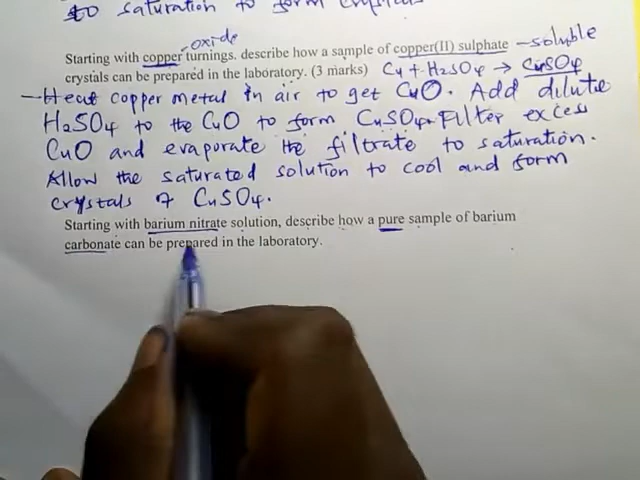 to saturation to form crystals
oxide
Starting with copper turnings. describe how a sample of copper(II) sulphate – soluble
crystals can be prepared in the laboratory. (3 marks) Cu + H2SO4 → CuSO4
– Heat copper metal in air to get CuO. Add dilute
H2SO4 to the CuO to form CuSO4. Filter excess
CuO and evaporate the filtrate to saturation.
Allow the saturated solution to cool and form
crystals of CuSO4.
Starting with barium nitrate solution, describe how a pure sample of barium
carbonate can be prepared in the laboratory.